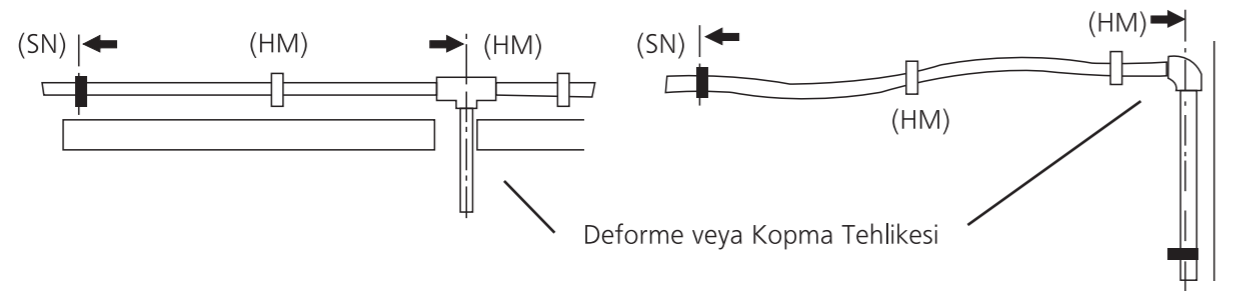 (SN)
(HM)
(HM)
(SN)
(HM)
(HM)
Deforme veya Kopma Tehlikesi